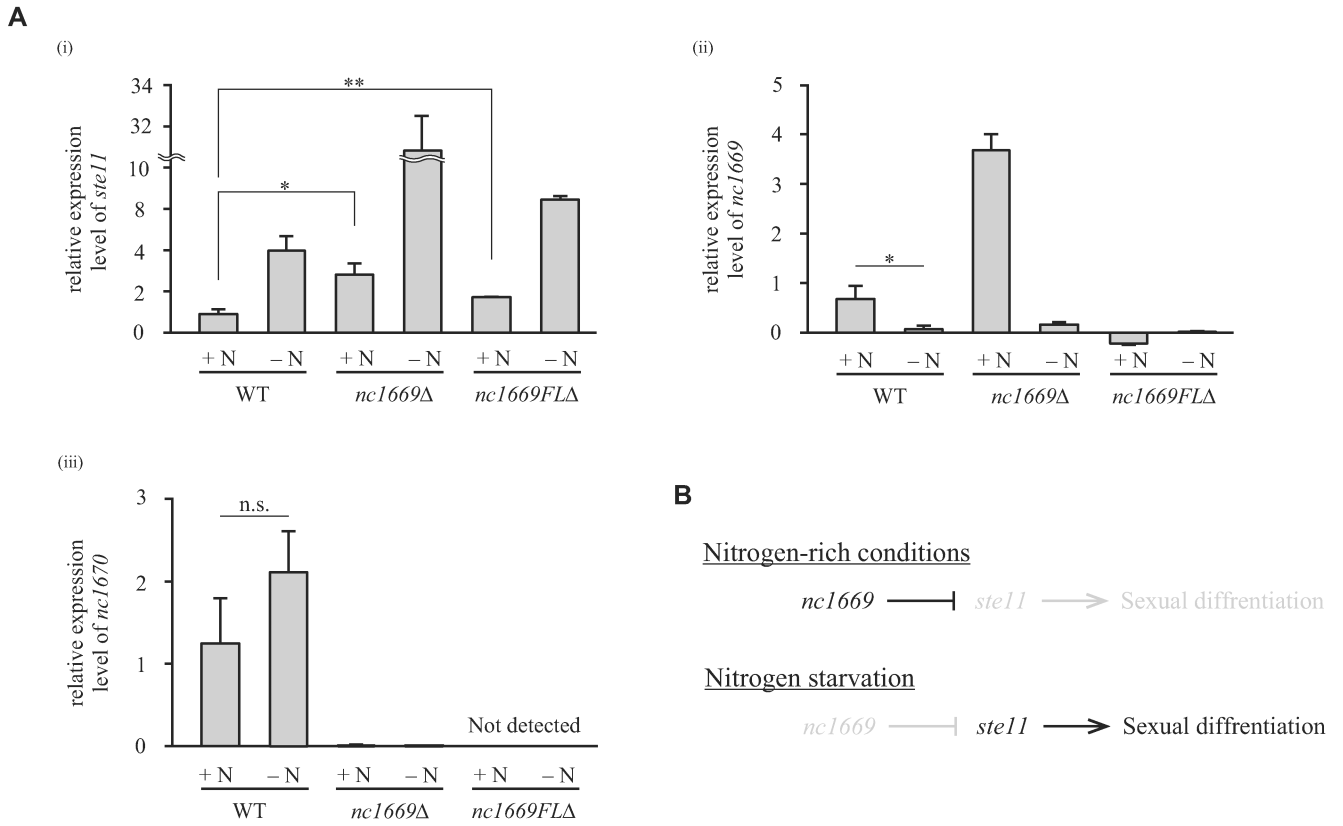 A
(i)
relative expression
level of ste11
34
32
10
8
4
2
0
**
*
+ N – N + N – N + N – N
WT nc1669Δ nc1669FLΔ
(ii)
relative expression
level of nc1669
5
4
3
2
1
0
*
+ N – N + N – N + N – N
WT nc1669Δ nc1669FLΔ
(iii)
relative expression
level of nc1670
3
2
1
0
n.s.
Not detected
+ N – N + N – N + N – N
WT nc1669Δ nc1669FLΔ
B
Nitrogen-rich conditions
nc1669 ste11 Sexual diffrentiation
Nitrogen starvation
nc1669 ste11 Sexual diffrentiation